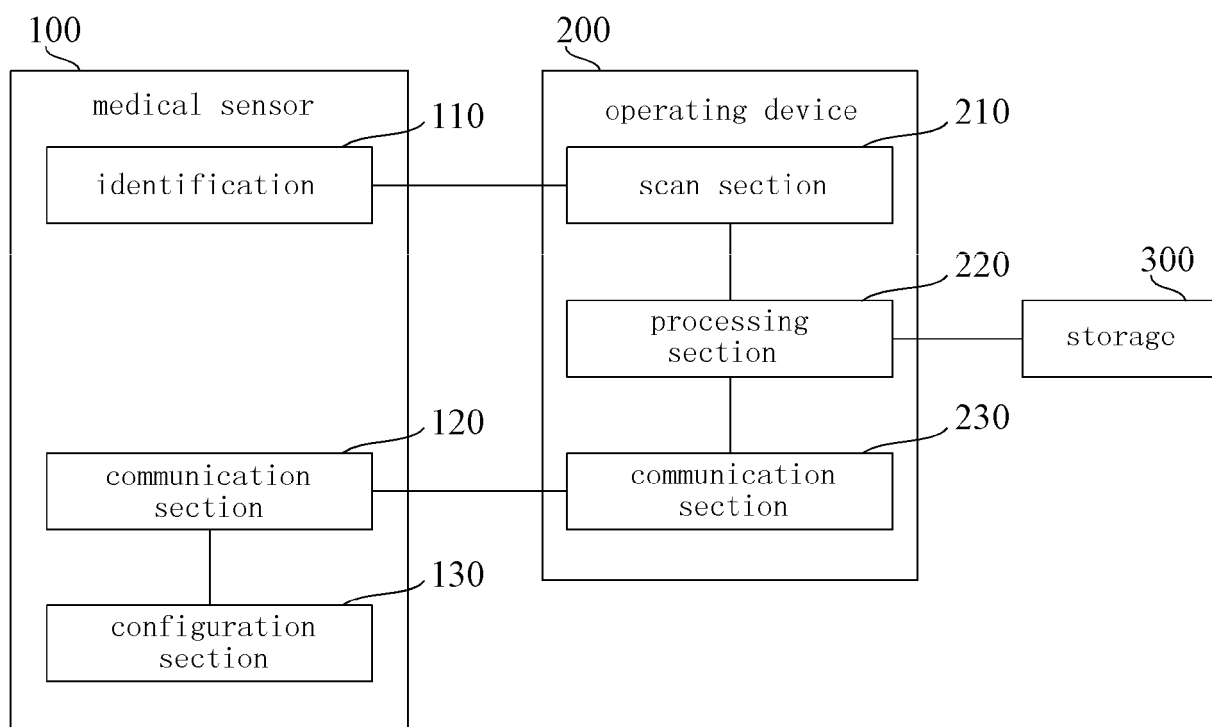 100
200
medical sensor
operating device
110
210
identification
scan section
220
300
processing
section
storage
120
230
communication
section
communication
section
130
configuration
section